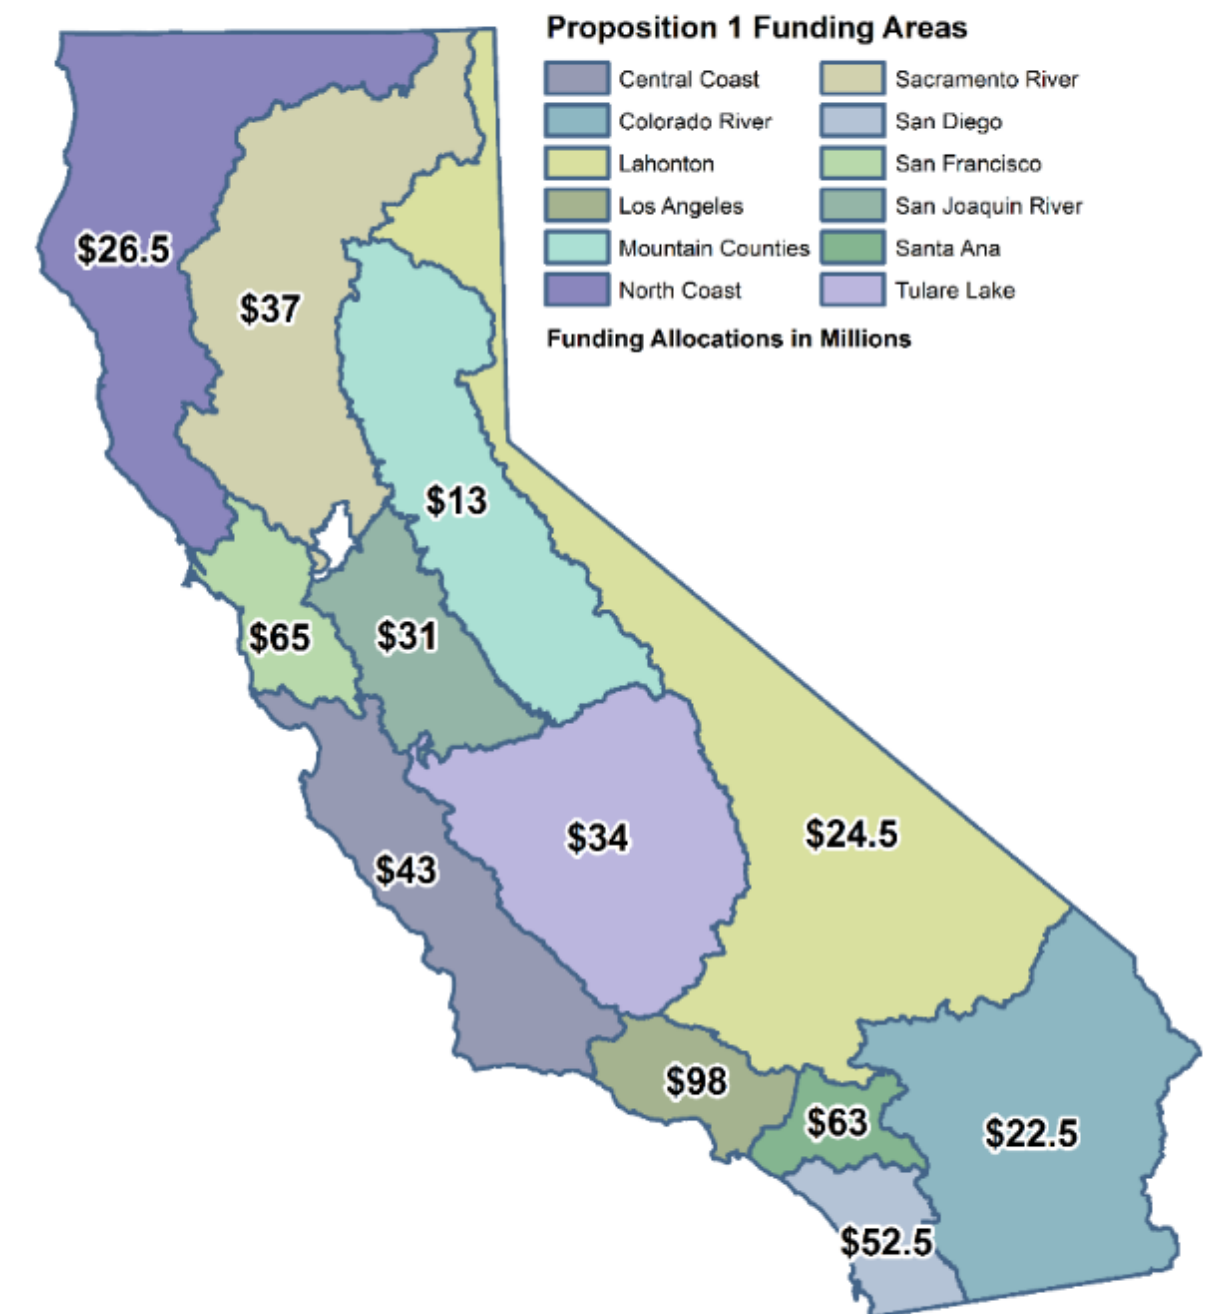 Proposition 1 Funding Areas
Central Coast
Sacramento River
Colorado River
San Diego
Lahonton
San Francisco
Los Angeles
San Joaquin River
Mountain Counties
Santa Ana
North Coast
Tulare Lake
Funding Allocations in Millions
$26.5
$37
$13
$65
$31
$24.5
$34
$43
$98
$63
$22.5
$52.5